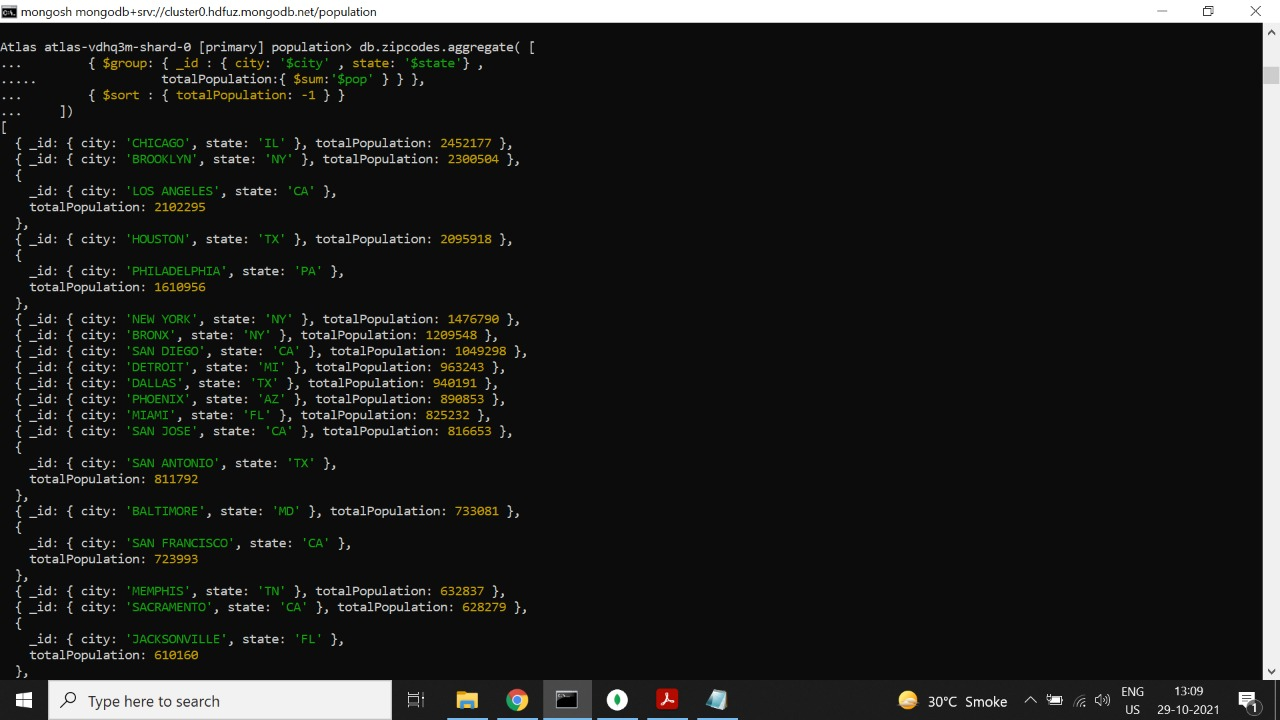 mongosh mongodb+srv://cluster0.hdfuz.mongodb.net/population
Atlas atlas-vdhq3m-shard-0 [primary] population> db.zipcodes.aggregate( [
...         { $group: { _id : { city: '$city' , state: '$state'} ,
.....                 totalPopulation:{ $sum:'$pop' } } },
...         { $sort : { totalPopulation: -1 } }
...     ])
[
  { _id: { city: 'CHICAGO', state: 'IL' }, totalPopulation: 2452177 },
  { _id: { city: 'BROOKLYN', state: 'NY' }, totalPopulation: 2300504 },
  {
    _id: { city: 'LOS ANGELES', state: 'CA' },
    totalPopulation: 2102295
  },
  { _id: { city: 'HOUSTON', state: 'TX' }, totalPopulation: 2095918 },
  {
    _id: { city: 'PHILADELPHIA', state: 'PA' },
    totalPopulation: 1610956
  },
  { _id: { city: 'NEW YORK', state: 'NY' }, totalPopulation: 1476790 },
  { _id: { city: 'BRONX', state: 'NY' }, totalPopulation: 1209548 },
  { _id: { city: 'SAN DIEGO', state: 'CA' }, totalPopulation: 1049298 },
  { _id: { city: 'DETROIT', state: 'MI' }, totalPopulation: 963243 },
  { _id: { city: 'DALLAS', state: 'TX' }, totalPopulation: 940191 },
  { _id: { city: 'PHOENIX', state: 'AZ' }, totalPopulation: 890853 },
  { _id: { city: 'MIAMI', state: 'FL' }, totalPopulation: 825232 },
  { _id: { city: 'SAN JOSE', state: 'CA' }, totalPopulation: 816653 },
  {
    _id: { city: 'SAN ANTONIO', state: 'TX' },
    totalPopulation: 811792
  },
  { _id: { city: 'BALTIMORE', state: 'MD' }, totalPopulation: 733081 },
  {
    _id: { city: 'SAN FRANCISCO', state: 'CA' },
    totalPopulation: 723993
  },
  { _id: { city: 'MEMPHIS', state: 'TN' }, totalPopulation: 632837 },
  { _id: { city: 'SACRAMENTO', state: 'CA' }, totalPopulation: 628279 },
  {
    _id: { city: 'JACKSONVILLE', state: 'FL' },
    totalPopulation: 610160
  },
Type here to search
30°C Smoke
ENG
US
13:09
29-10-2021
1